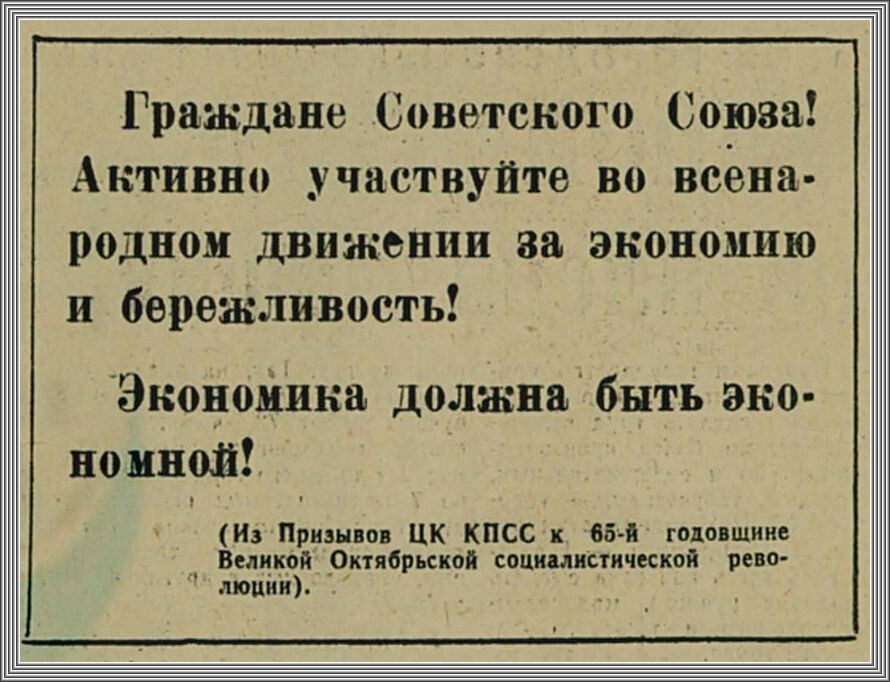 Граждане Советского Союза!
Активно участвуйте во всена-
родном движении за экономию
и бережливость!
Экономика должна быть эко-
номной!
(Из Призывов ЦК КПСС к 65-й годовщине
Великой Октябрьской социалистической рево-
люции).